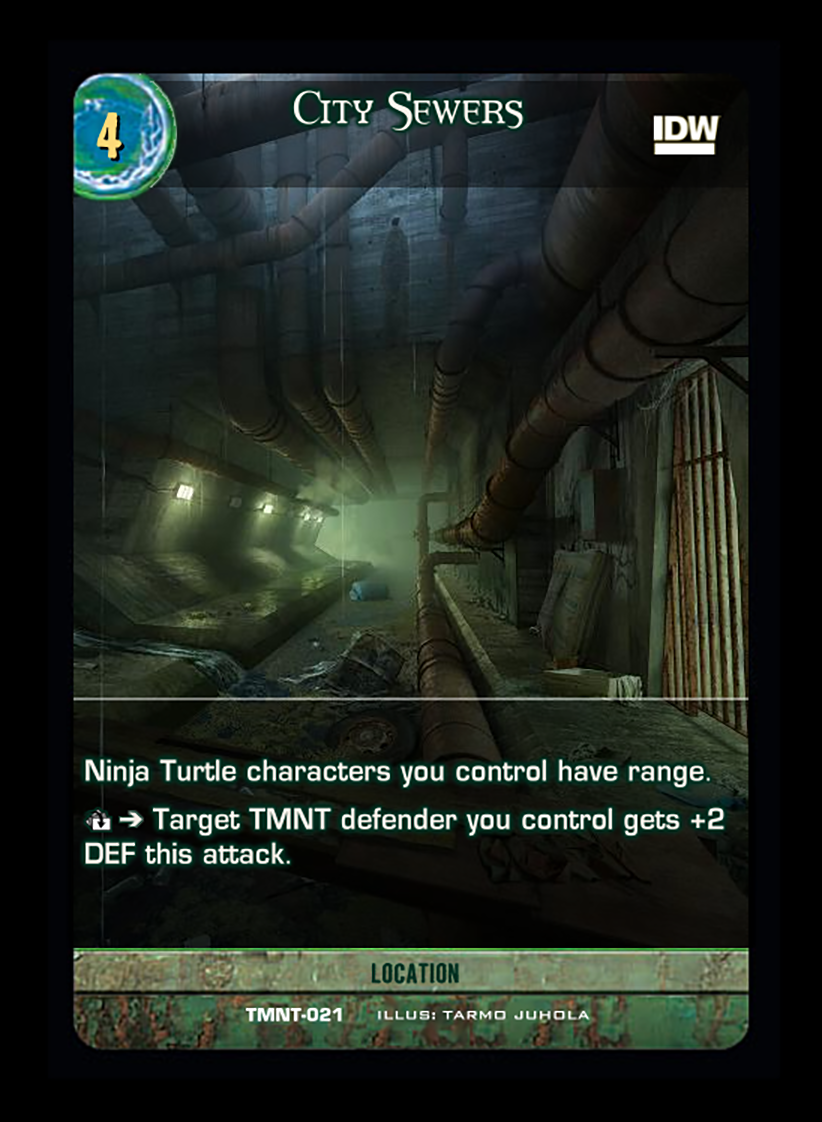 4
City Sewers
IDW
Ninja Turtle characters you control have range.
➔ Target TMNT defender you control gets +2
DEF this attack.
LOCATION
TMNT-021 ILLUS: TARMO JUHOLA